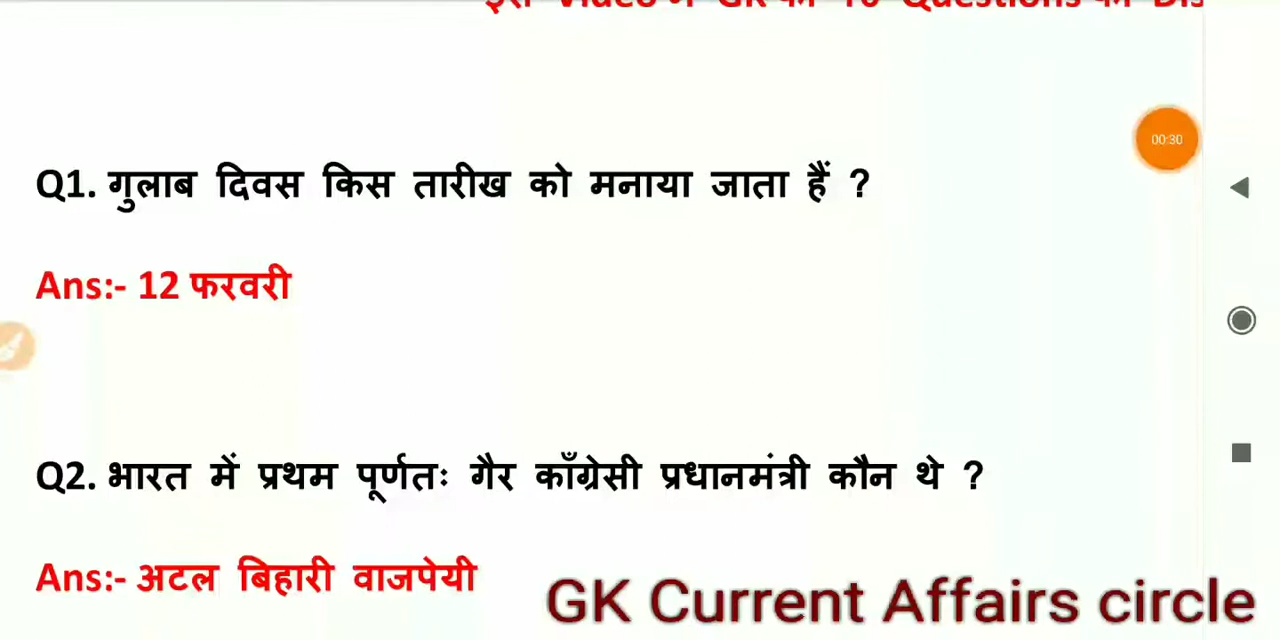 00:30
Q1. गुलाब दिवस किस तारीख को मनाया जाता हैं ?
Ans:- 12 फरवरी
Q2. भारत में प्रथम पूर्णतः गैर काँग्रेसी प्रधानमंत्री कौन थे ?
Ans:- अटल बिहारी वाजपेयी
GK Current Affairs circle